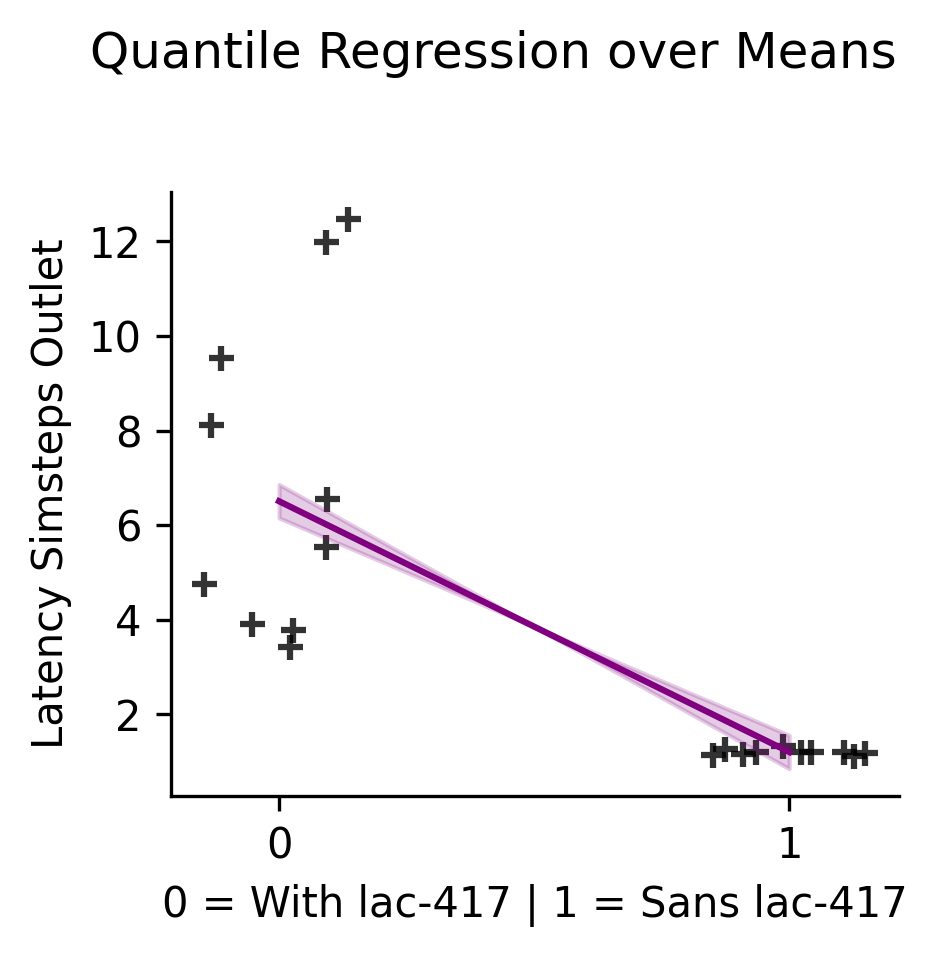 Quantile Regression over Means
Latency Simsteps Outlet
12
10
8
6
4
2
0 1
0 = With lac-417 | 1 = Sans lac-417